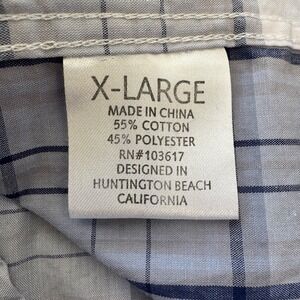 X-LARGE
MADE IN CHINA
55% COTTON
45% POLYESTER
RN#103617
DESIGNED IN
HUNTINGTON BEACH
CALIFORNIA